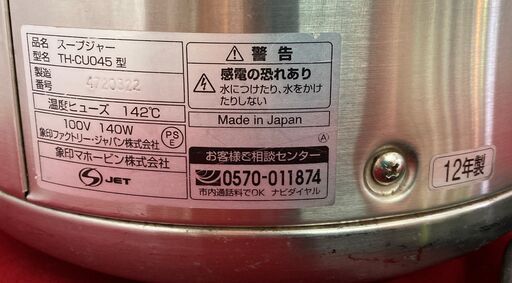 品名 スープジャー
型名 TH-CU045 型
製造番号 4720322
温度ヒューズ 142℃
100V 140W
PSE
象印ファクトリー・ジャパン株式会社
象印マホービン株式会社
S JET
⚠ 警告
感電の恐れあり
水につけたり、水をかけ
たりしない
Made in Japan
Ⓐ
お客様ご相談センター
0570-011874
市内通話料でOK ナビダイヤル
12年製